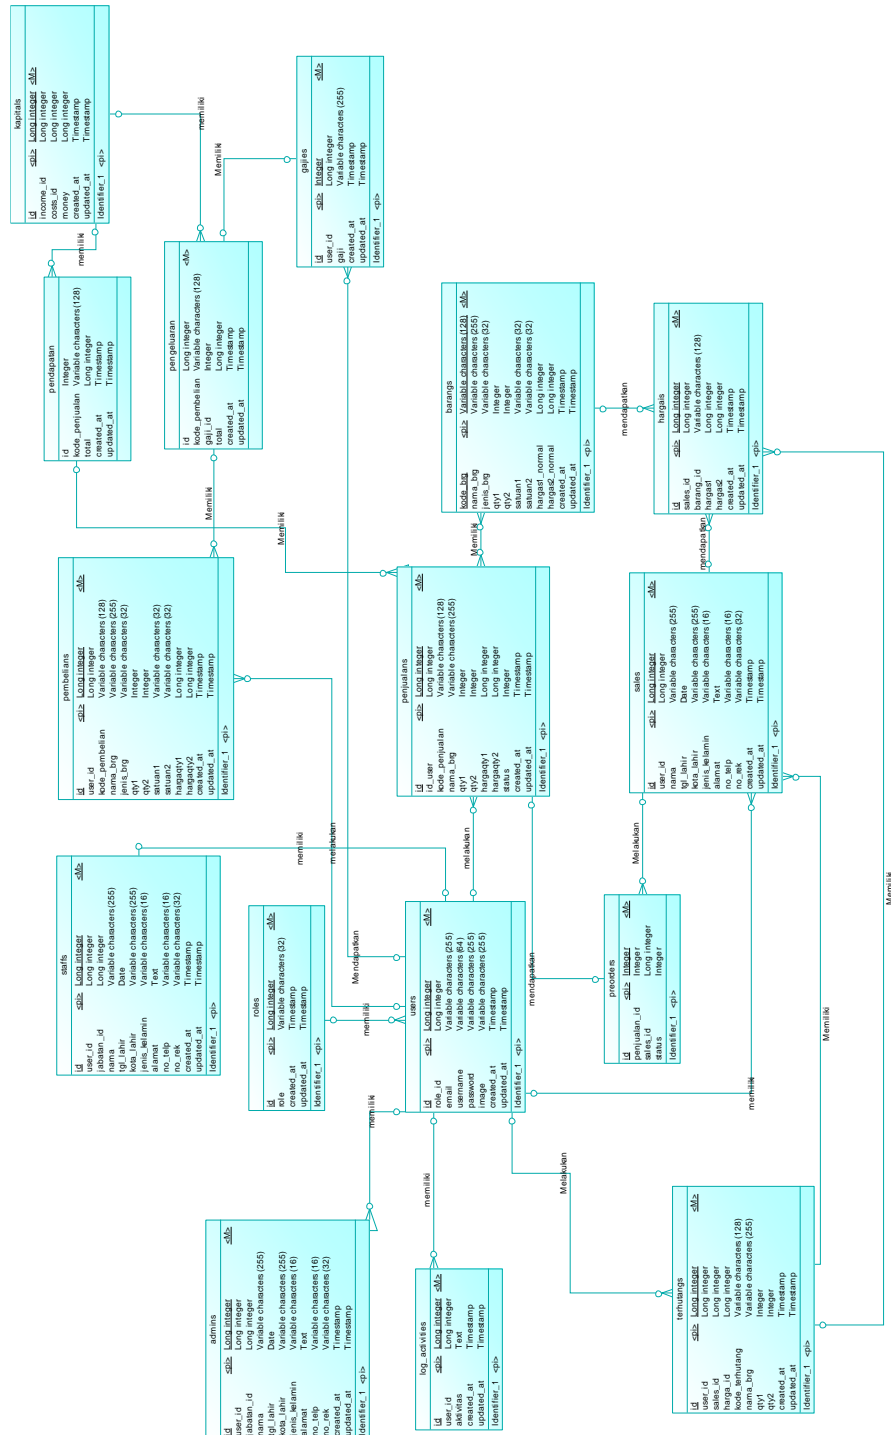 kapitals
id <pi> Long integer <M>
income_id Long integer
costs_id Long integer
money Long integer
created_at Timestamp
updated_at Timestamp
Identifier_1 <pi>
memiliki
memiliki
pendapatan
id Integer
kode_penjualan Variable characters (128)
total Long integer
created_at Timestamp
updated_at Timestamp
pengeluaran
id Long integer <M>
kode_pembelian Variable characters (128)
gaji_id Integer
total Long integer
created_at Timestamp
updated_at Timestamp
Memiliki
gajies
id <pi> Integer <M>
user_id Long integer
gaji Variable characters (255)
created_at Timestamp
updated_at Timestamp
Identifier_1 <pi>
Memiliki
Memiliki
pembelians
id <pi> Long integer <M>
user_id Long integer
kode_pembelian Variable characters (128)
nama_brg Variable characters (255)
jenis_brg Variable characters (32)
qty1 Integer
qty2 Integer
satuan1 Variable characters (32)
satuan2 Variable characters (32)
hargaqty1 Long integer
hargaqty2 Long integer
created_at Timestamp
updated_at Timestamp
Identifier_1 <pi>
barangs
kode_brg <pi> Variable characters (128) <M>
nama_brg Variable characters (255)
jenis_brg Variable characters (32)
qty1 Integer
qty2 Integer
satuan1 Variable characters (32)
satuan2 Variable characters (32)
hargas1_normal Long integer
hargas2_normal Long integer
created_at Timestamp
updated_at Timestamp
Identifier_1 <pi>
mendapatkan
hargais
id <pi> Long integer <M>
sales_id Long integer
barang_id Variable characters (128)
hargas1 Long integer
hargas2 Long integer
created_at Timestamp
updated_at Timestamp
Identifier_1 <pi>
Memiliki
mendapatkan
penjualans
id <pi> Long integer <M>
id_user Long integer
kode_penjualan Variable characters (128)
nama_brg Variable characters (255)
qty1 Integer
qty2 Integer
hargaqty1 Long integer
hargaqty2 Long integer
status Integer
created_at Timestamp
updated_at Timestamp
Identifier_1 <pi>
sales
id <pi> Long integer <M>
user_id Long integer
nama Variable characters (255)
tgl_lahir Date
kota_lahir Variable characters (255)
jenis_kelamin Variable characters (16)
alamat Text
no_telp Variable characters (16)
no_rek Variable characters (32)
created_at Timestamp
updated_at Timestamp
Identifier_1 <pi>
memiliki
melakukan
melakukan
Melakukan
staffs
id <pi> Long integer <M>
user_id Long integer
jabatan_id Long integer
nama Variable characters (255)
tgl_lahir Date
kota_lahir Variable characters (255)
jenis_kelamin Variable characters (16)
alamat Text
no_telp Variable characters (16)
no_rek Variable characters (32)
created_at Timestamp
updated_at Timestamp
Identifier_1 <pi>
roles
id <pi> Long integer <M>
role Variable characters (32)
created_at Timestamp
updated_at Timestamp
Identifier_1 <pi>
Mendapatkan
memiliki
users
id <pi> Long integer <M>
role_id Long integer
email Variable characters (255)
username Variable characters (64)
password Variable characters (255)
image Variable characters (255)
created_at Timestamp
updated_at Timestamp
Identifier_1 <pi>
mendapatkan
preorders
id <pi> Integer <M>
penjualan_id Integer
sales_id Long integer
status Integer
Identifier_1 <pi>
Memiliki
Memiliki
memiliki
memiliki
memiliki
Melakukan
admins
id <pi> Long integer <M>
user_id Long integer
jabatan_id Long integer
nama Variable characters (255)
tgl_lahir Date
kota_lahir Variable characters (255)
jenis_kelamin Variable characters (16)
alamat Text
no_telp Variable characters (16)
no_rek Variable characters (32)
created_at Timestamp
updated_at Timestamp
Identifier_1 <pi>
log_activities
id <pi> Long integer <M>
user_id Long integer
aktivitas Text
created_at Timestamp
updated_at Timestamp
Identifier_1 <pi>
terhutangs
id <pi> Long integer <M>
user_id Long integer
sales_id Long integer
harga_id Long integer
kode_terhutang Variable characters (128)
nama_brg Variable characters (255)
qty1 Integer
qty2 Integer
created_at Timestamp
updated_at Timestamp
Identifier_1 <pi>